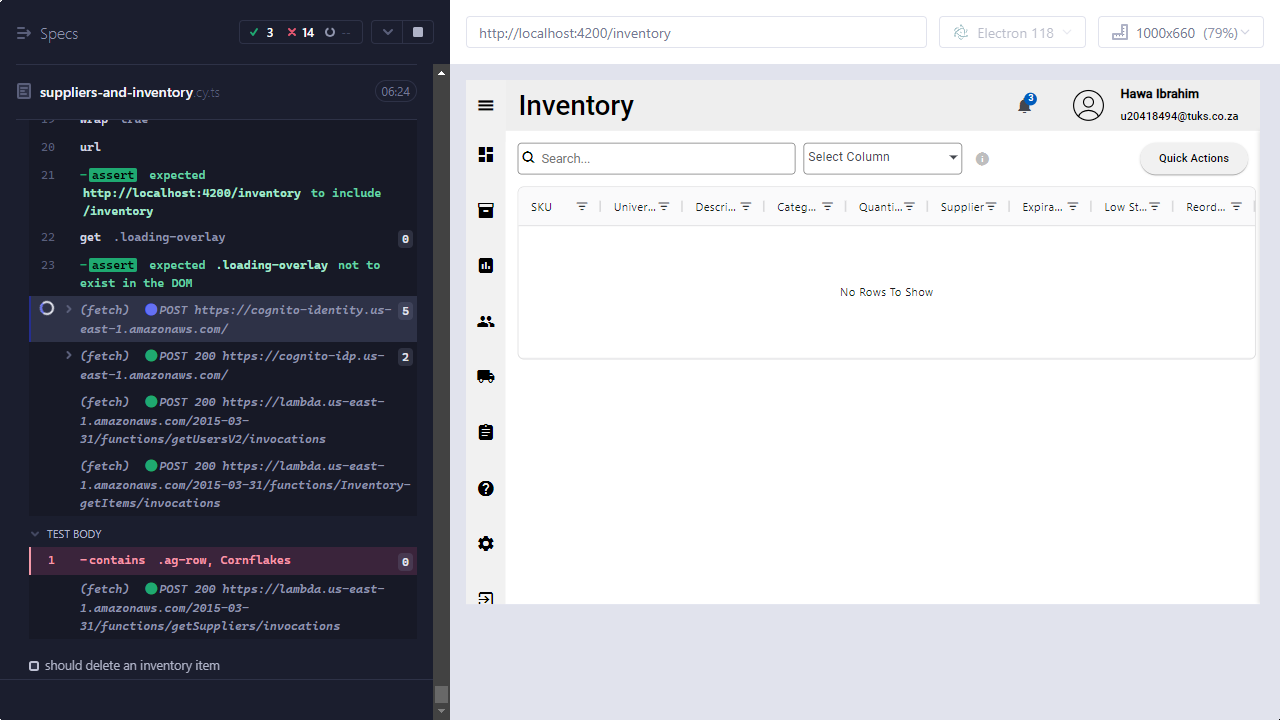 Specs
3
14
--
suppliers-and-inventory.cy.ts
06:24
19 wrap true
20 url
21 -assert expected
http://localhost:4200/inventory to include
/inventory
22 get .loading-overlay 0
23 -assert expected .loading-overlay not to
exist in the DOM
(fetch) POST https://cognito-identity.us-
east-1.amazonaws.com/
5
(fetch) POST 200 https://cognito-idp.us-
east-1.amazonaws.com/
2
(fetch) POST 200 https://lambda.us-east-
1.amazonaws.com/2015-03-
31/functions/getUsersV2/invocations
(fetch) POST 200 https://lambda.us-east-
1.amazonaws.com/2015-03-31/functions/Inventory-
getItems/invocations
TEST BODY
1 -contains .ag-row, Cornflakes 0
(fetch) POST 200 https://lambda.us-east-
1.amazonaws.com/2015-03-
31/functions/getSuppliers/invocations
should delete an inventory item
http://localhost:4200/inventory
Electron 118
1000x660 (79%)
Inventory
3
Hawa Ibrahim
u20418494@tuks.co.za
Search...
Select Column
Quick Actions
SKU Univer... Descri... Categ... Quanti... Supplier Expira... Low St... Reord...
No Rows To Show